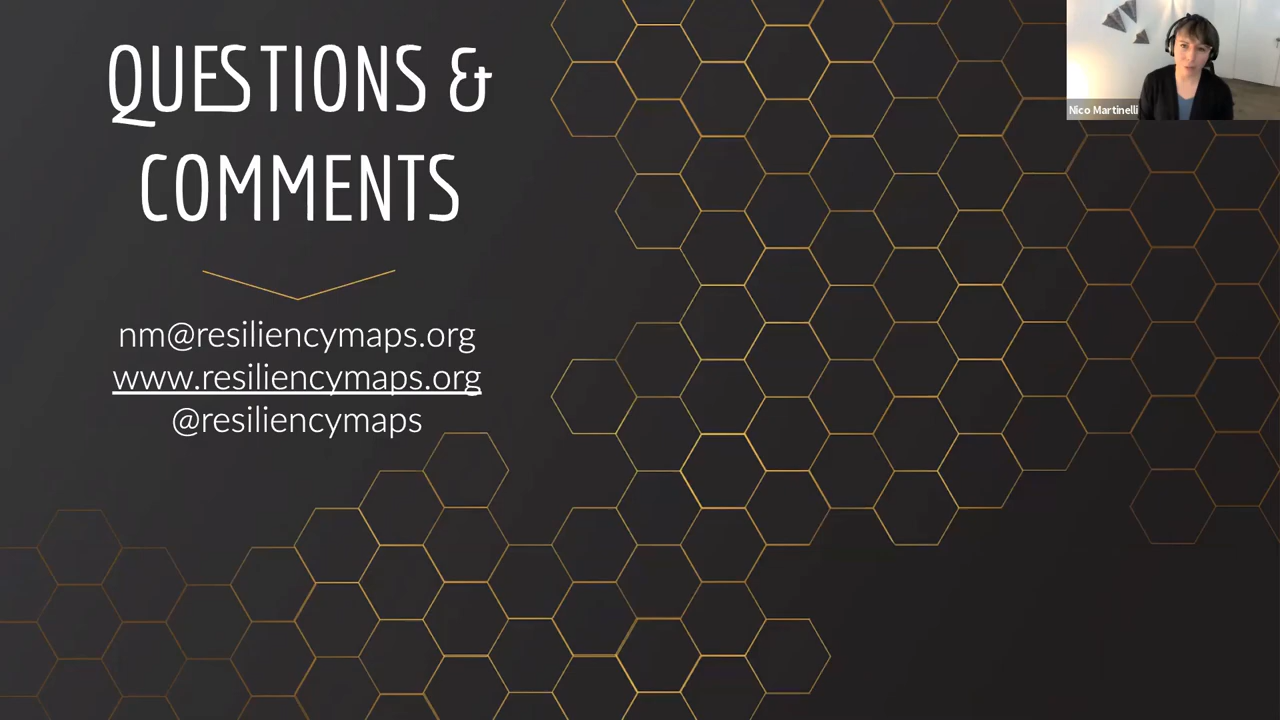 QUESTIONS &
COMMENTS
nm@resiliencymaps.org
www.resiliencymaps.org
@resiliencymaps
Nico Martinelli